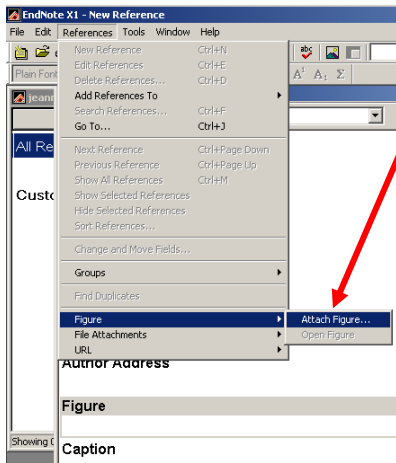 EndNote X1 - New Reference
File Edit References Tools Window Help
Plain Font
A¹ A₁ Σ
New Reference Ctrl+N
Edit References Ctrl+E
Delete References... Ctrl+D
Add References To
Search References... Ctrl+F
Go To... Ctrl+J
Next Reference Ctrl+Page Down
Previous Reference Ctrl+Page Up
Show All References Ctrl+M
Show Selected References
Hide Selected References
Sort References...
Change and Move Fields...
Groups
Find Duplicates
Figure
File Attachments
URL
Attach Figure...
Open Figure
jeann
All Re
Custo
Author Address
Figure
Caption
Showing